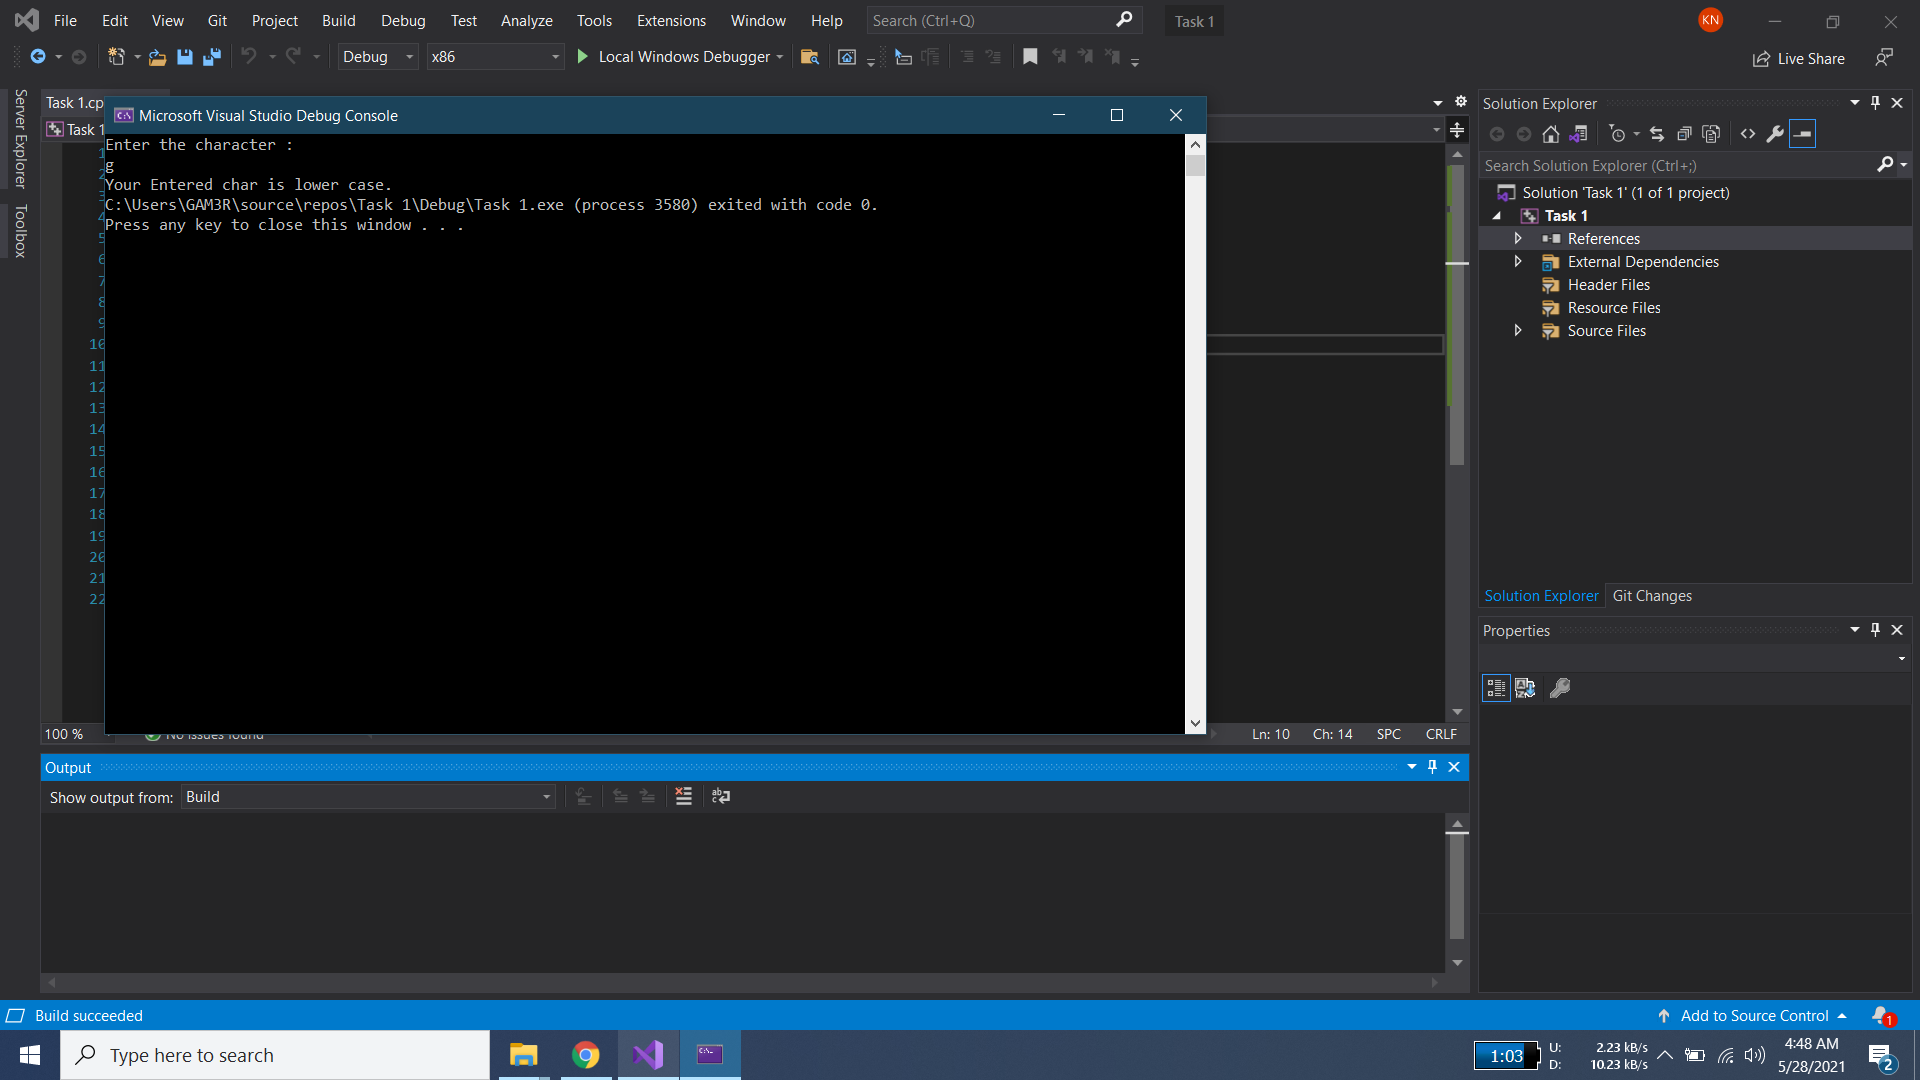 File Edit View Git Project Build Debug Test Analyze Tools Extensions Window Help Search (Ctrl+Q) Task 1 KN
Debug x86 Local Windows Debugger Live Share
Server Explorer
Toolbox
Task 1.cp
Task 1
Microsoft Visual Studio Debug Console
Enter the character :
g
Your Entered char is lower case.
C:\Users\GAM3R\source\repos\Task 1\Debug\Task 1.exe (process 3580) exited with code 0.
Press any key to close this window . . .
10
11
12
13
14
15
16
17
18
19
20
21
22
100 % No issues found Ln: 10 Ch: 14 SPC CRLF
Solution Explorer
Search Solution Explorer (Ctrl+;)
Solution 'Task 1' (1 of 1 project)
Task 1
References
External Dependencies
Header Files
Resource Files
Source Files
Solution Explorer Git Changes
Properties
Output
Show output from: Build
Build succeeded Add to Source Control 1
Type here to search
1:03 U: 2.23 kB/s 4:48 AM
D: 10.23 kB/s 5/28/2021 2